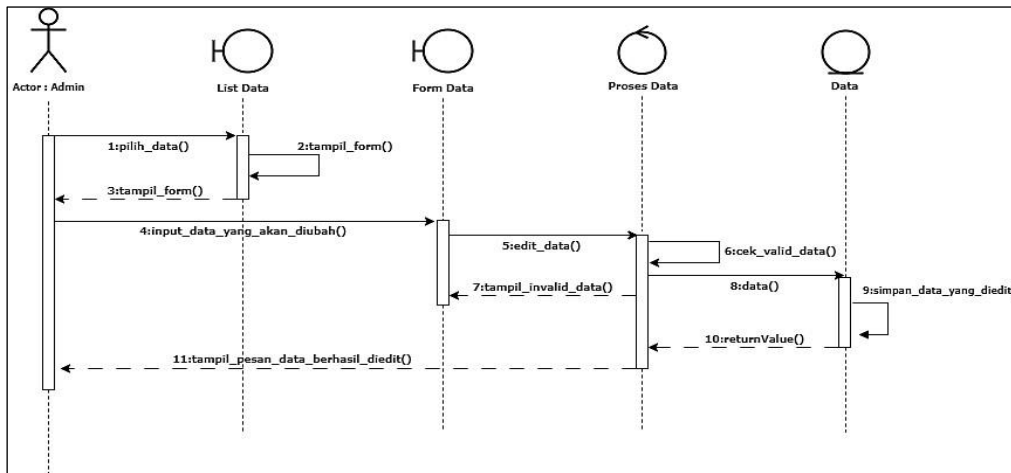 Actor : Admin
List Data
Form Data
Proses Data
Data
1:pilih_data()
2:tampil_form()
3:tampil_form()
4:input_data_yang_akan_diubah()
5:edit_data()
6:cek_valid_data()
7:tampil_invalid_data()
8:data()
9:simpan_data_yang_diedit
10:returnValue()
11:tampil_pesan_data_berhasil_diedit()